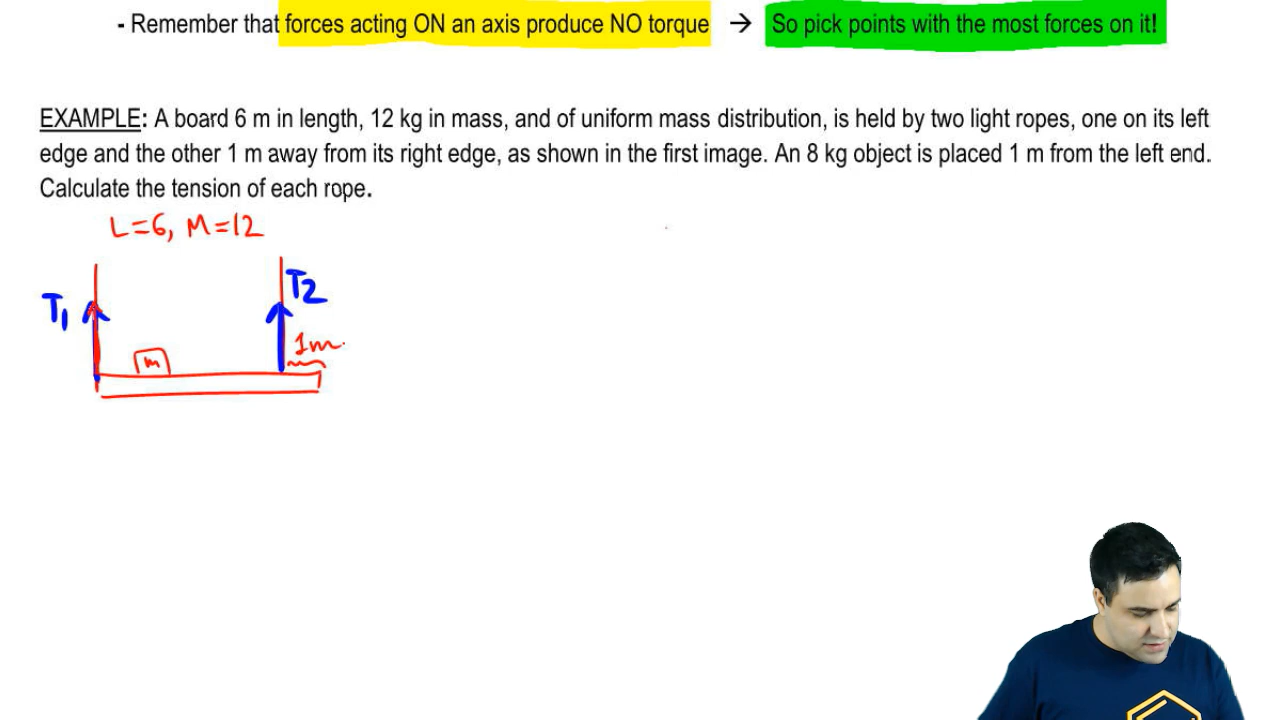 - Remember that forces acting ON an axis produce NO torque → So pick points with the most forces on it!
EXAMPLE: A board 6 m in length, 12 kg in mass, and of uniform mass distribution, is held by two light ropes, one on its left
edge and the other 1 m away from its right edge, as shown in the first image. An 8 kg object is placed 1 m from the left end.
Calculate the tension of each rope.
L=6, M=12
T2
T1
1m
m